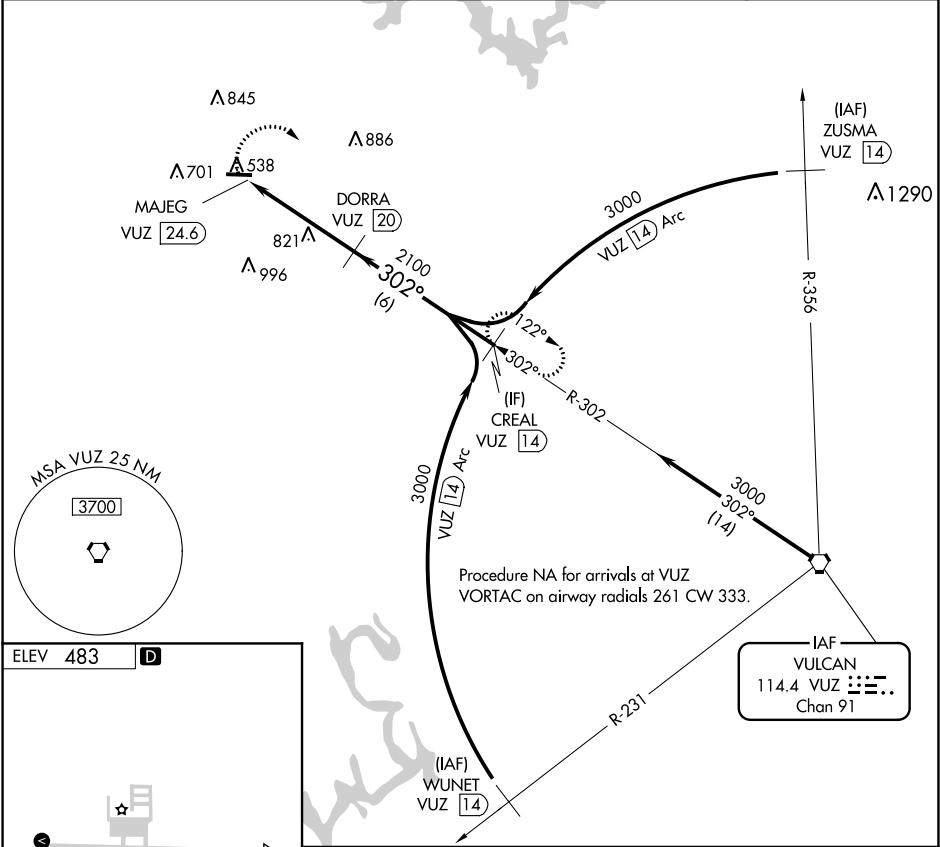 845
886
701
538
MAJEG
VUZ 24.6
DORRA
VUZ 20
821
996
2100
302°
(6)
3000
VUZ 14 Arc
(IAF)
ZUSMA
VUZ 14
1290
R-356
122°
302°
(IF)
CREAL
VUZ 14
R-302
3000
302°
(14)
3000
VUZ 14 Arc
MSA VUZ 25 NM
3700
Procedure NA for arrivals at VUZ
VORTAC on airway radials 261 CW 333.
IAF
VULCAN
114.4 VUZ
Chan 91
R-231
(IAF)
WUNET
VUZ 14
ELEV 483 D